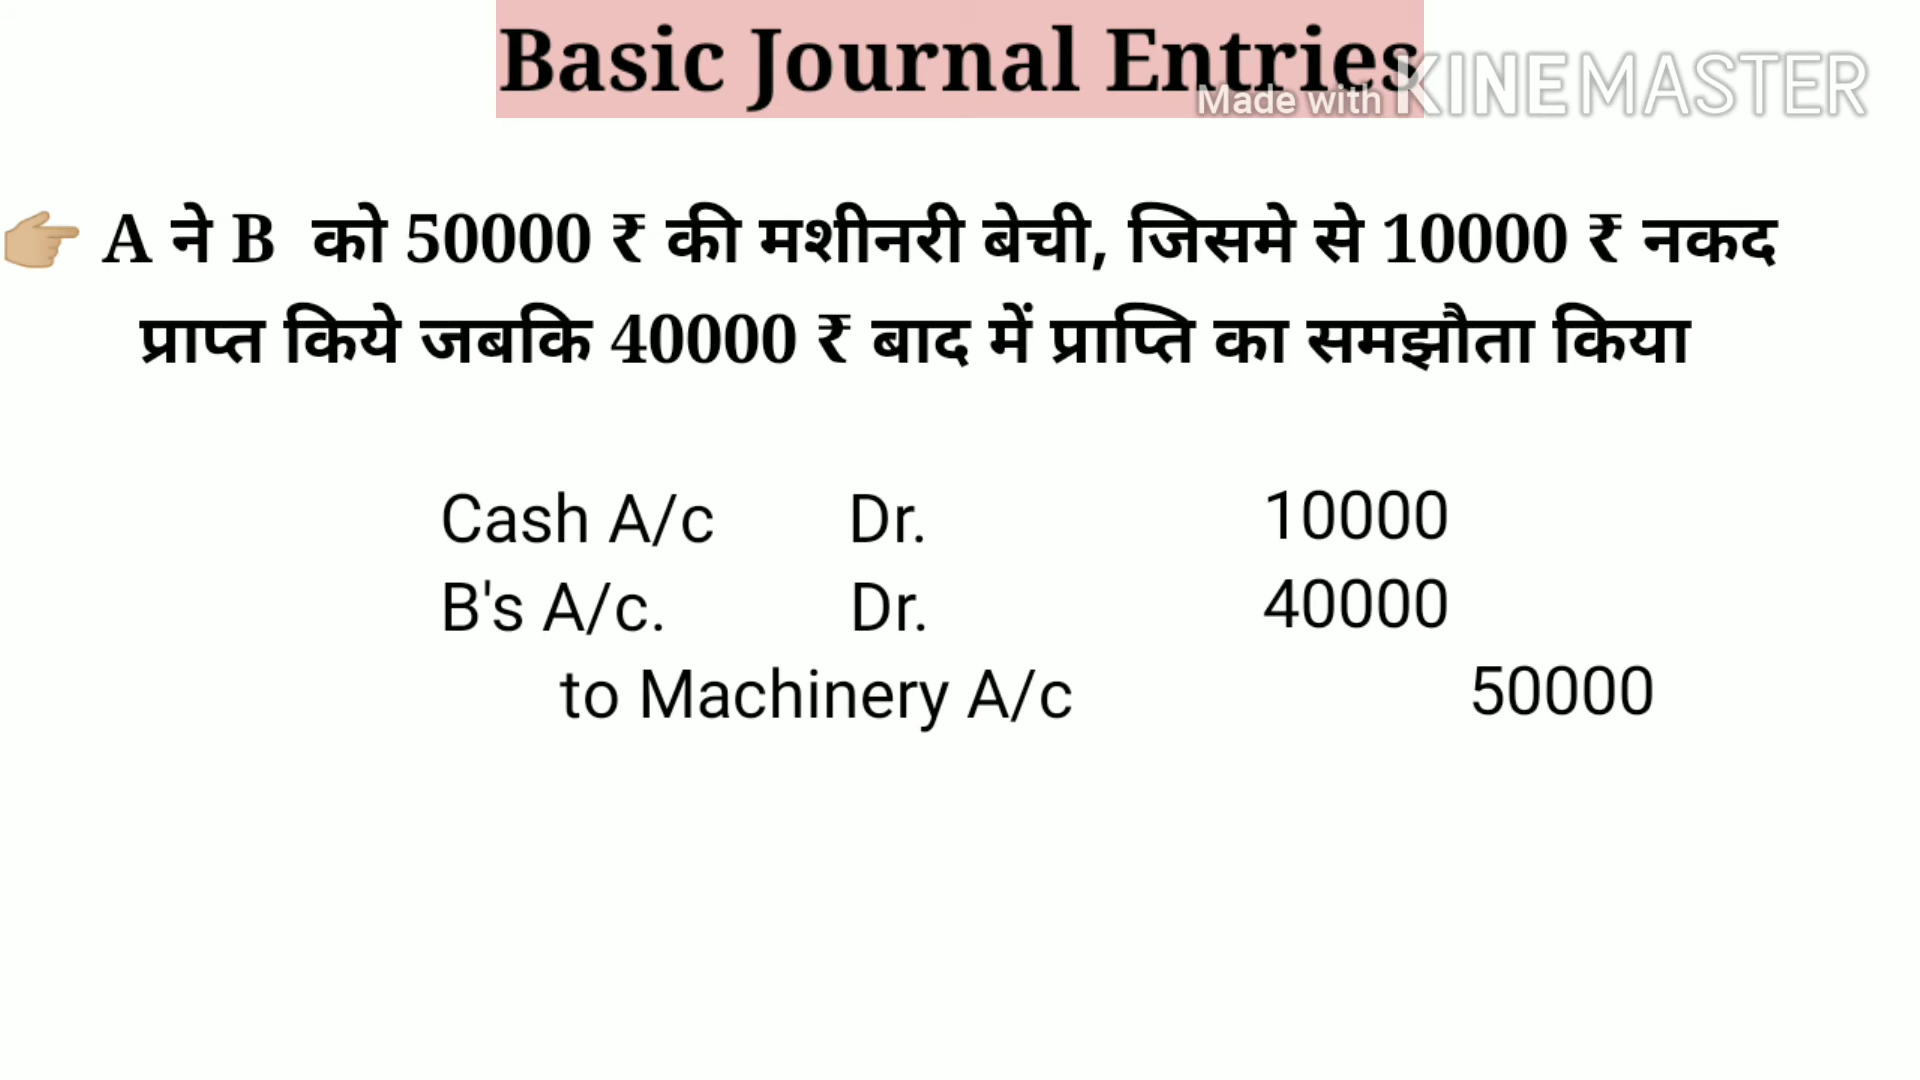 Basic Journal Entries
Made with KINEMASTER
A ने B को 50000 ₹ की मशीनरी बेची, जिसमे से 10000 ₹ नकद
प्राप्त किये जबकि 40000 ₹ बाद में प्राप्ति का समझौता किया
Cash A/c Dr. 10000
B's A/c. Dr. 40000
to Machinery A/c 50000